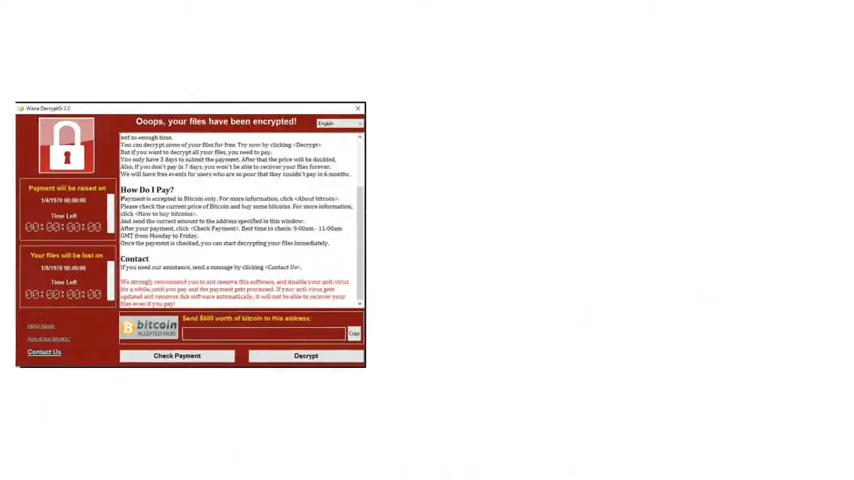 Wana Decrypt0r 2.0
Ooops, your files have been encrypted!
English
Payment will be raised on
1/4/1970 00:00:00
Time Left
00:00:00:00
Your files will be lost on
1/8/1970 00:00:00
Time Left
00:00:00:00
About bitcoin
How to buy bitcoins?
Contact Us
not so enough time.
You can decrypt some of your files for free. Try now by clicking <Decrypt>.
But if you want to decrypt all your files, you need to pay.
You only have 3 days to submit the payment. After that the price will be doubled.
Also, if you don't pay in 7 days, you won't be able to recover your files forever.
We will have free events for users who are so poor that they couldn't pay in 6 months.
How Do I Pay?
Payment is accepted in Bitcoin only. For more information, click <About bitcoin>.
Please check the current price of Bitcoin and buy some bitcoins. For more information,
click <How to buy bitcoins>.
And send the correct amount to the address specified in this window.
After your payment, click <Check Payment>. Best time to check: 9:00am - 11:00am
GMT from Monday to Friday.
Once the payment is checked, you can start decrypting your files immediately.
Contact
If you need our assistance, send a message by clicking <Contact Us>.
We strongly recommend you to not remove this software, and disable your anti-virus
for a while, until you pay and the payment gets processed. If your anti-virus gets
updated and removes this software automatically, it will not be able to recover your
files even if you pay!
bitcoin
ACCEPTED HERE
Send $600 worth of bitcoin to this address:
Copy
Check Payment
Decrypt